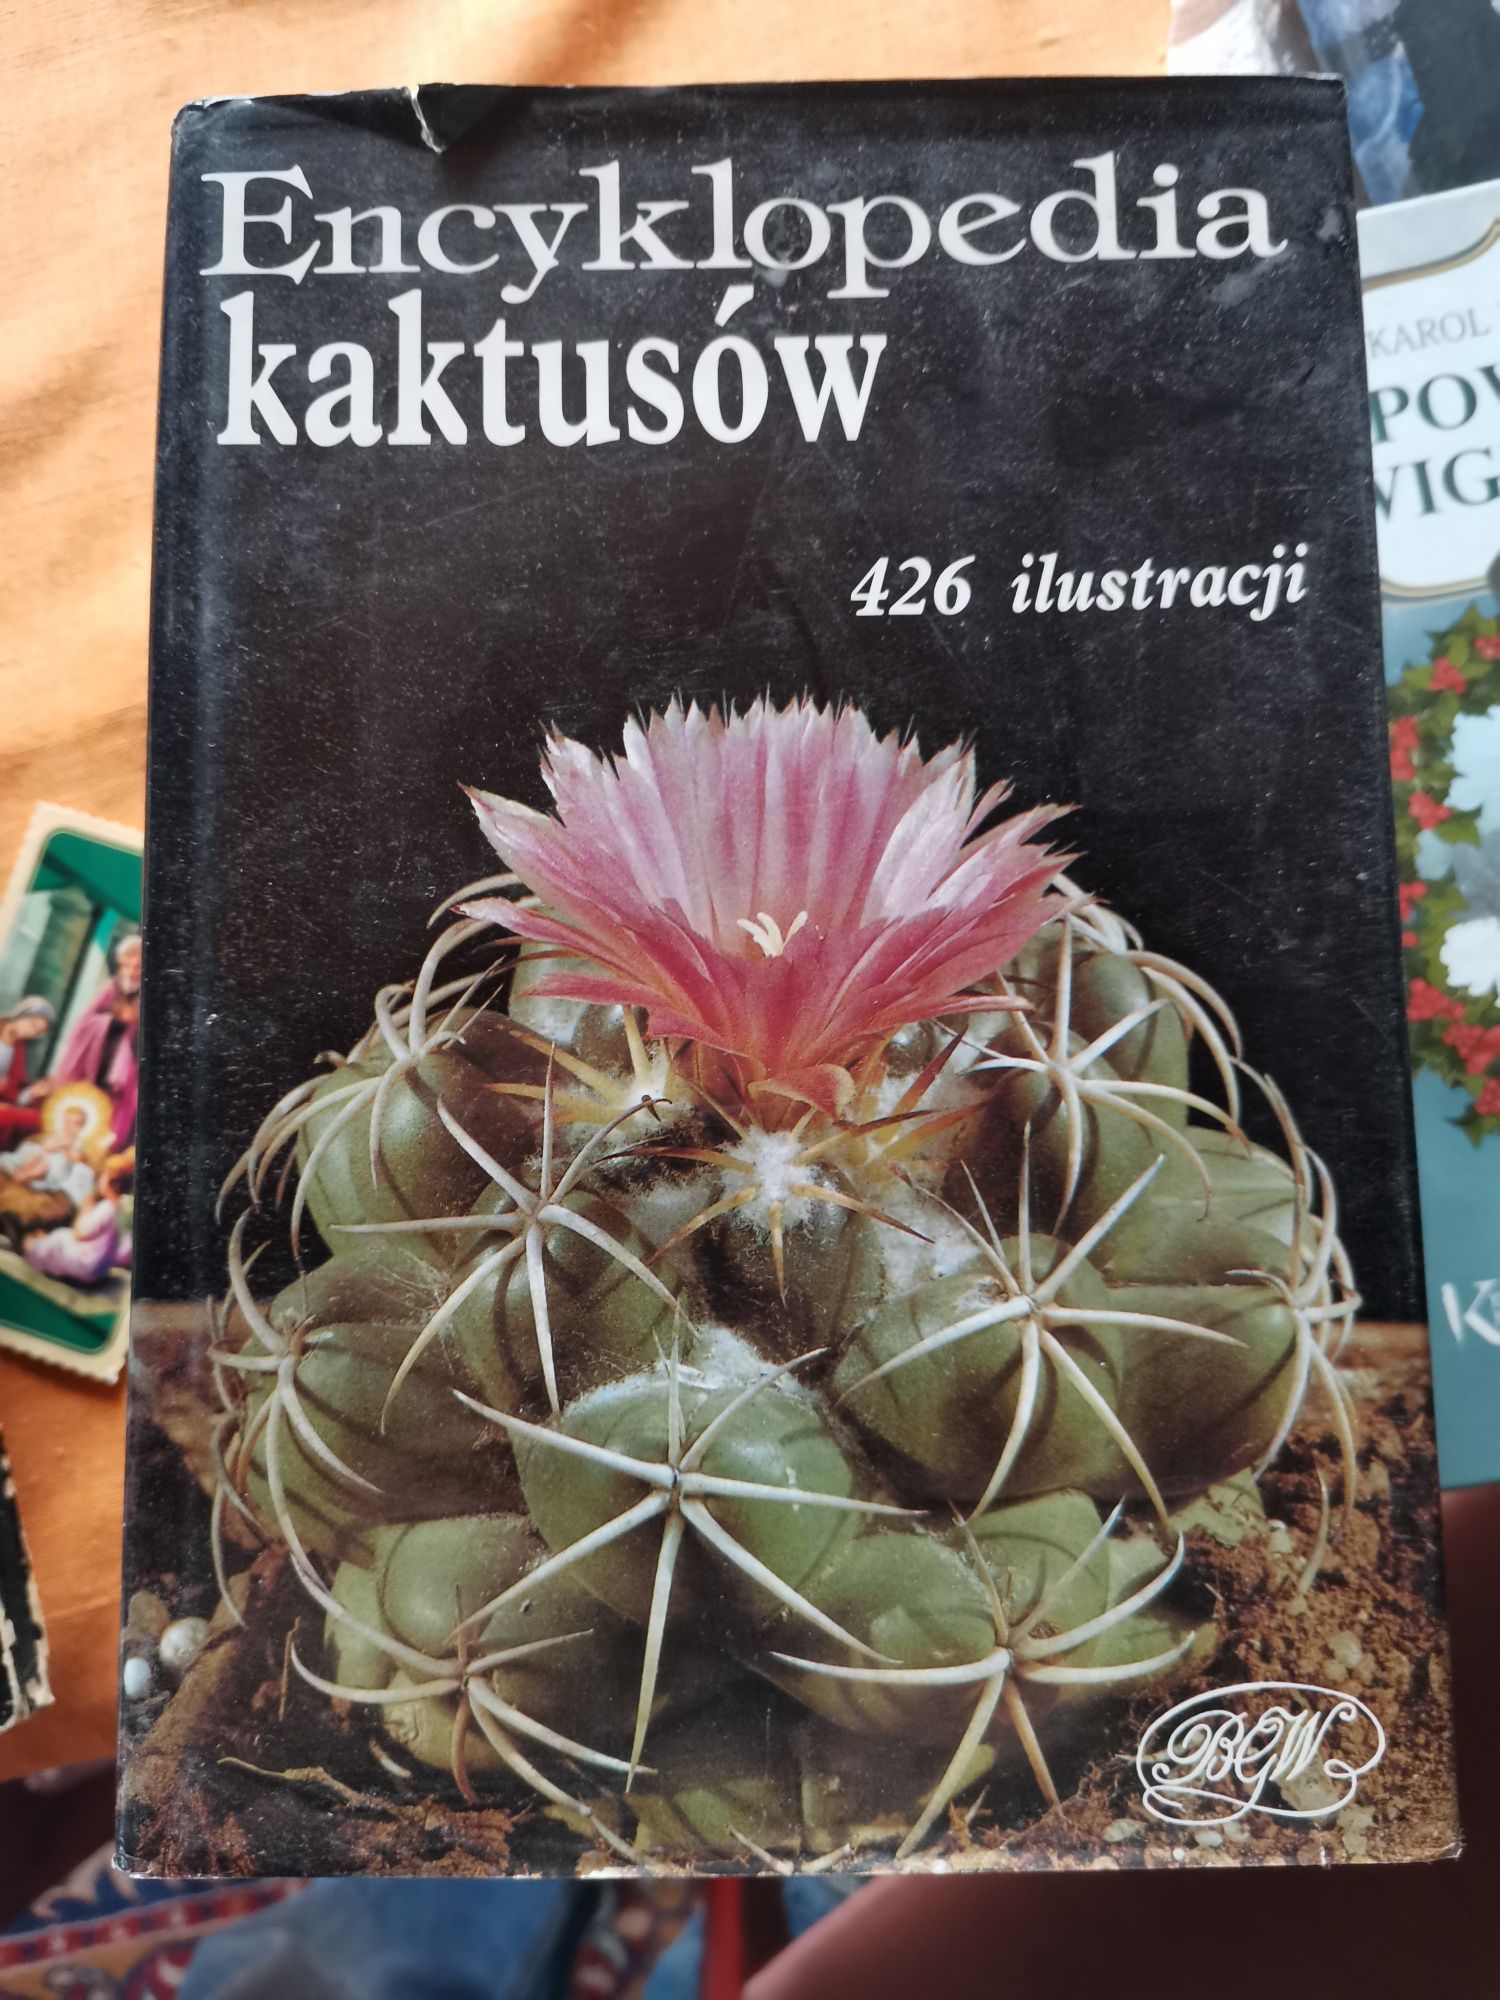 Encyklopedia
kaktusów
426 ilustracji
BGW
KAROL